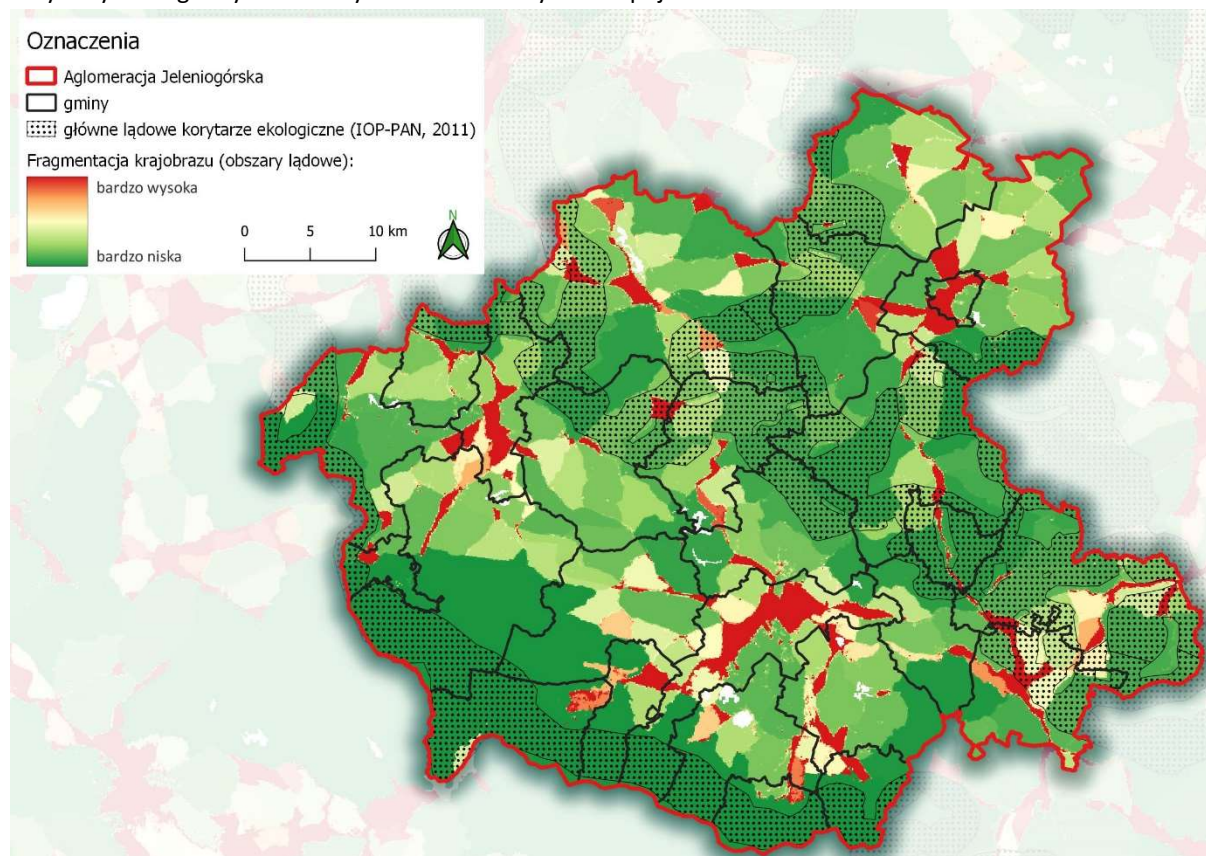 Oznaczenia
Aglomeracja Jeleniogórska
gminy
główne lądowe korytarze ekologiczne (IOP-PAN, 2011)
Fragmentacja krajobrazu (obszary lądowe):
bardzo wysoka
bardzo niska
0 5 10 km
N